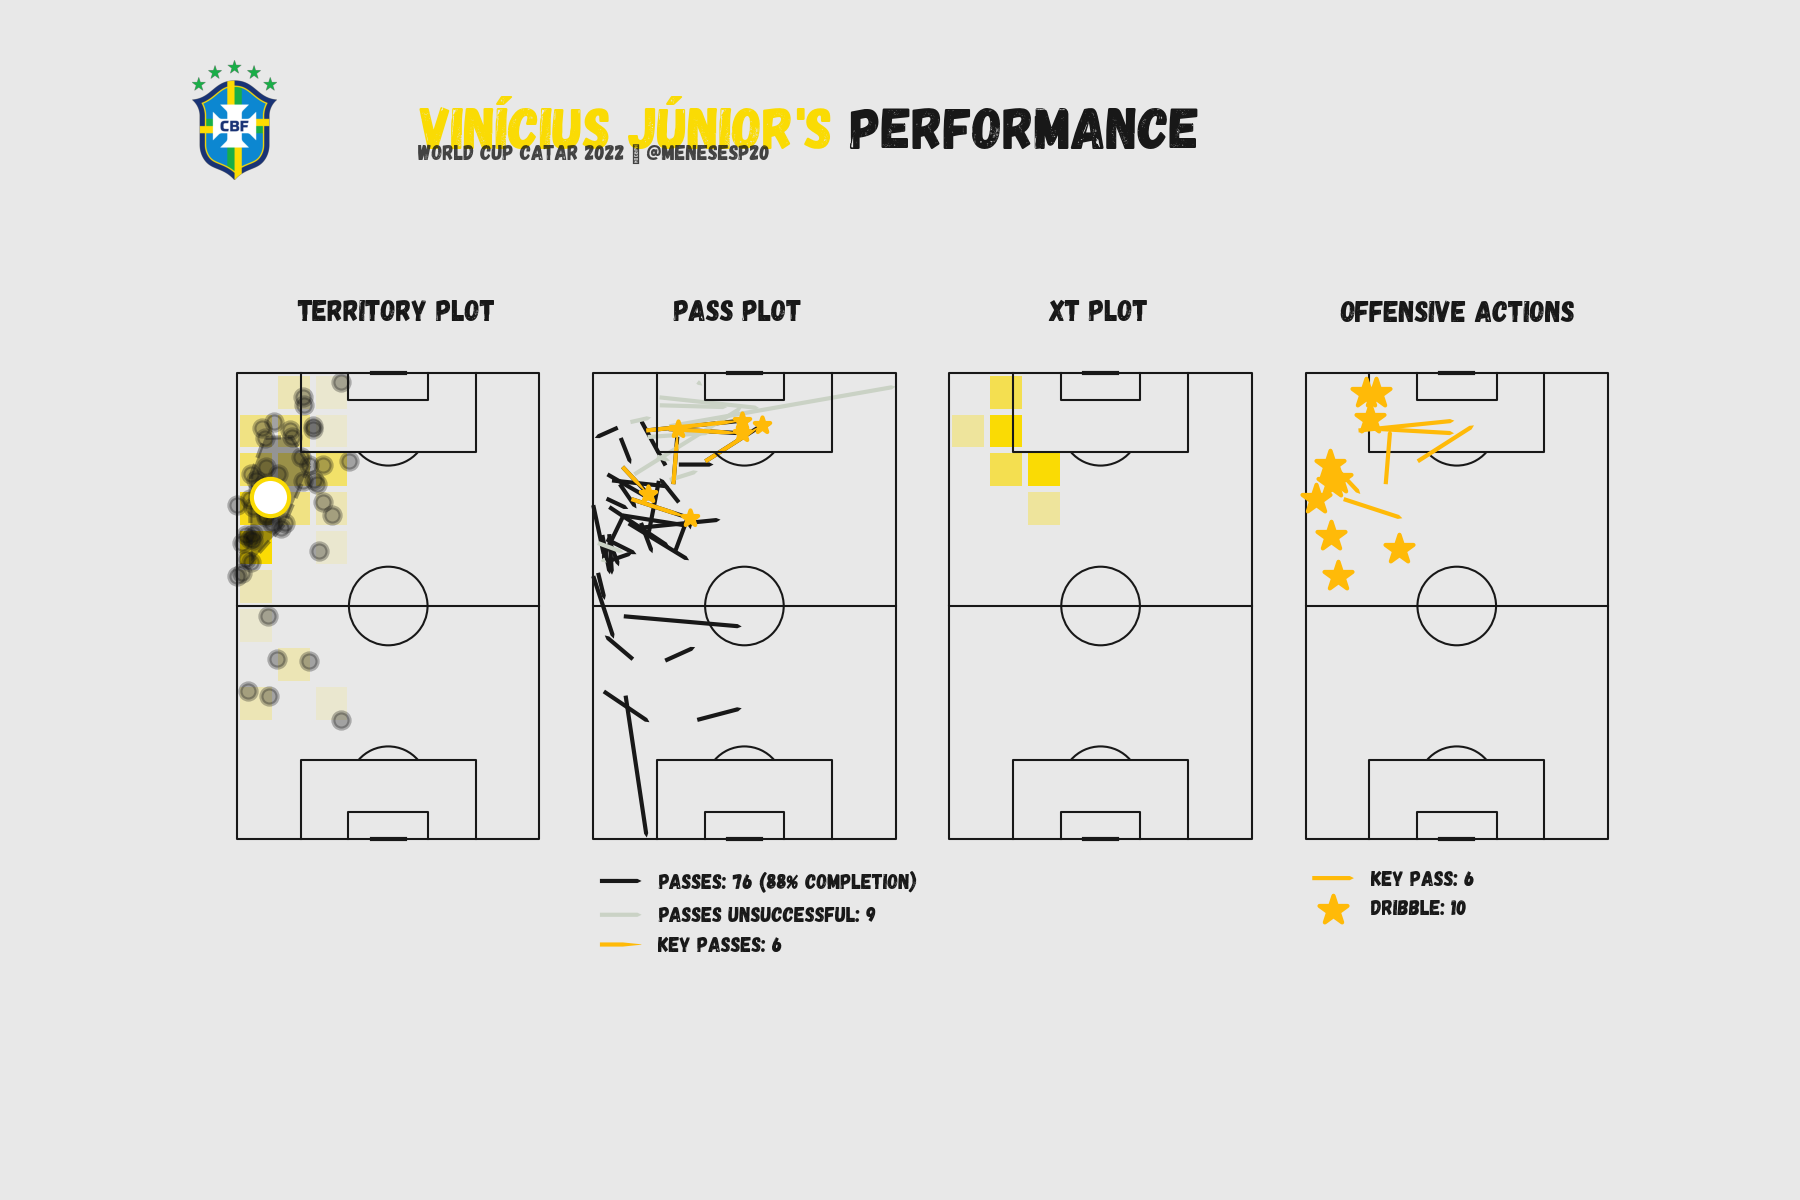 CBF
VINÍCIUS JÚNIOR'S PERFORMANCE
WORLD CUP CATAR 2022 @MENESESP20
TERRITORY PLOT
PASS PLOT
XT PLOT
OFFENSIVE ACTIONS
PASSES: 76 (88% COMPLETION)
PASSES UNSUCCESSFUL: 9
KEY PASSES: 6
KEY PASS: 6
DRIBBLE: 10